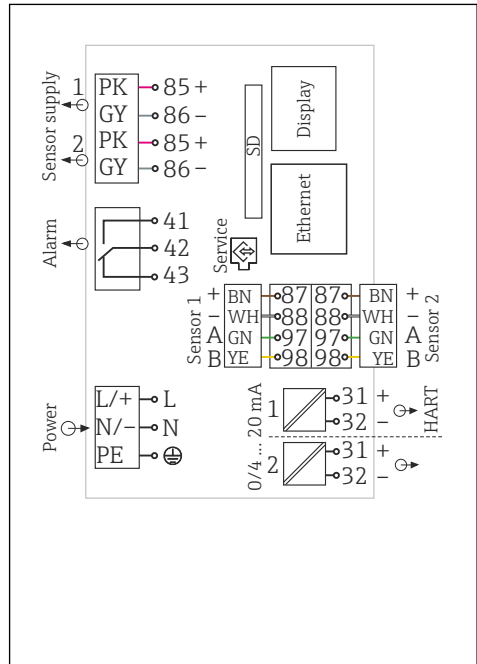 Sensor supply
1 PK 85 +
GY 86 −
2 PK 85 +
GY 86 −
Display
SD
Ethernet
Alarm
41
42
43
Service
Sensor 1
+ BN 87 87 BN +
− WH 88 88 WH −
A GN 97 97 GN A
B YE 98 98 YE B
Sensor 2
Power
L/+ L
N/− N
PE
0/4 ... 20 mA
1 31 +
32 −
HART
2 31 +
32 −